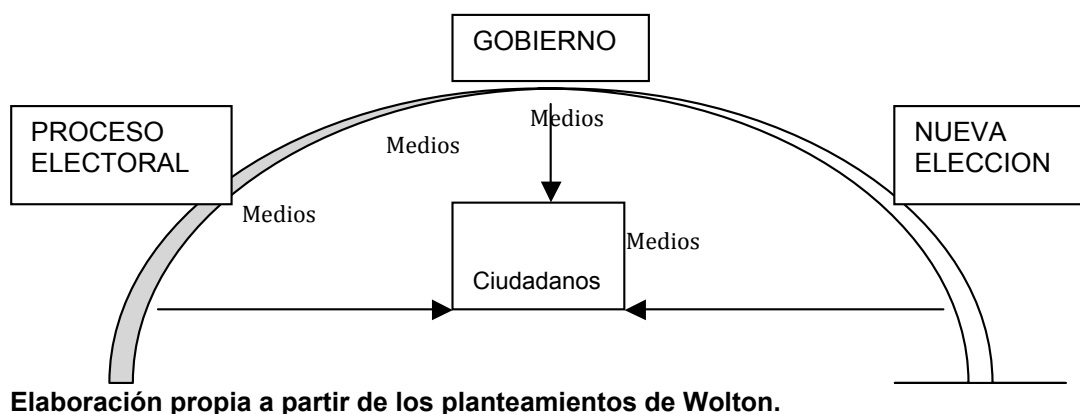 GOBIERNO
PROCESO
ELECTORAL
Medios
Medios
Medios
NUEVA
ELECCION
Medios
Ciudadanos
Elaboración propia a partir de los planteamientos de Wolton.